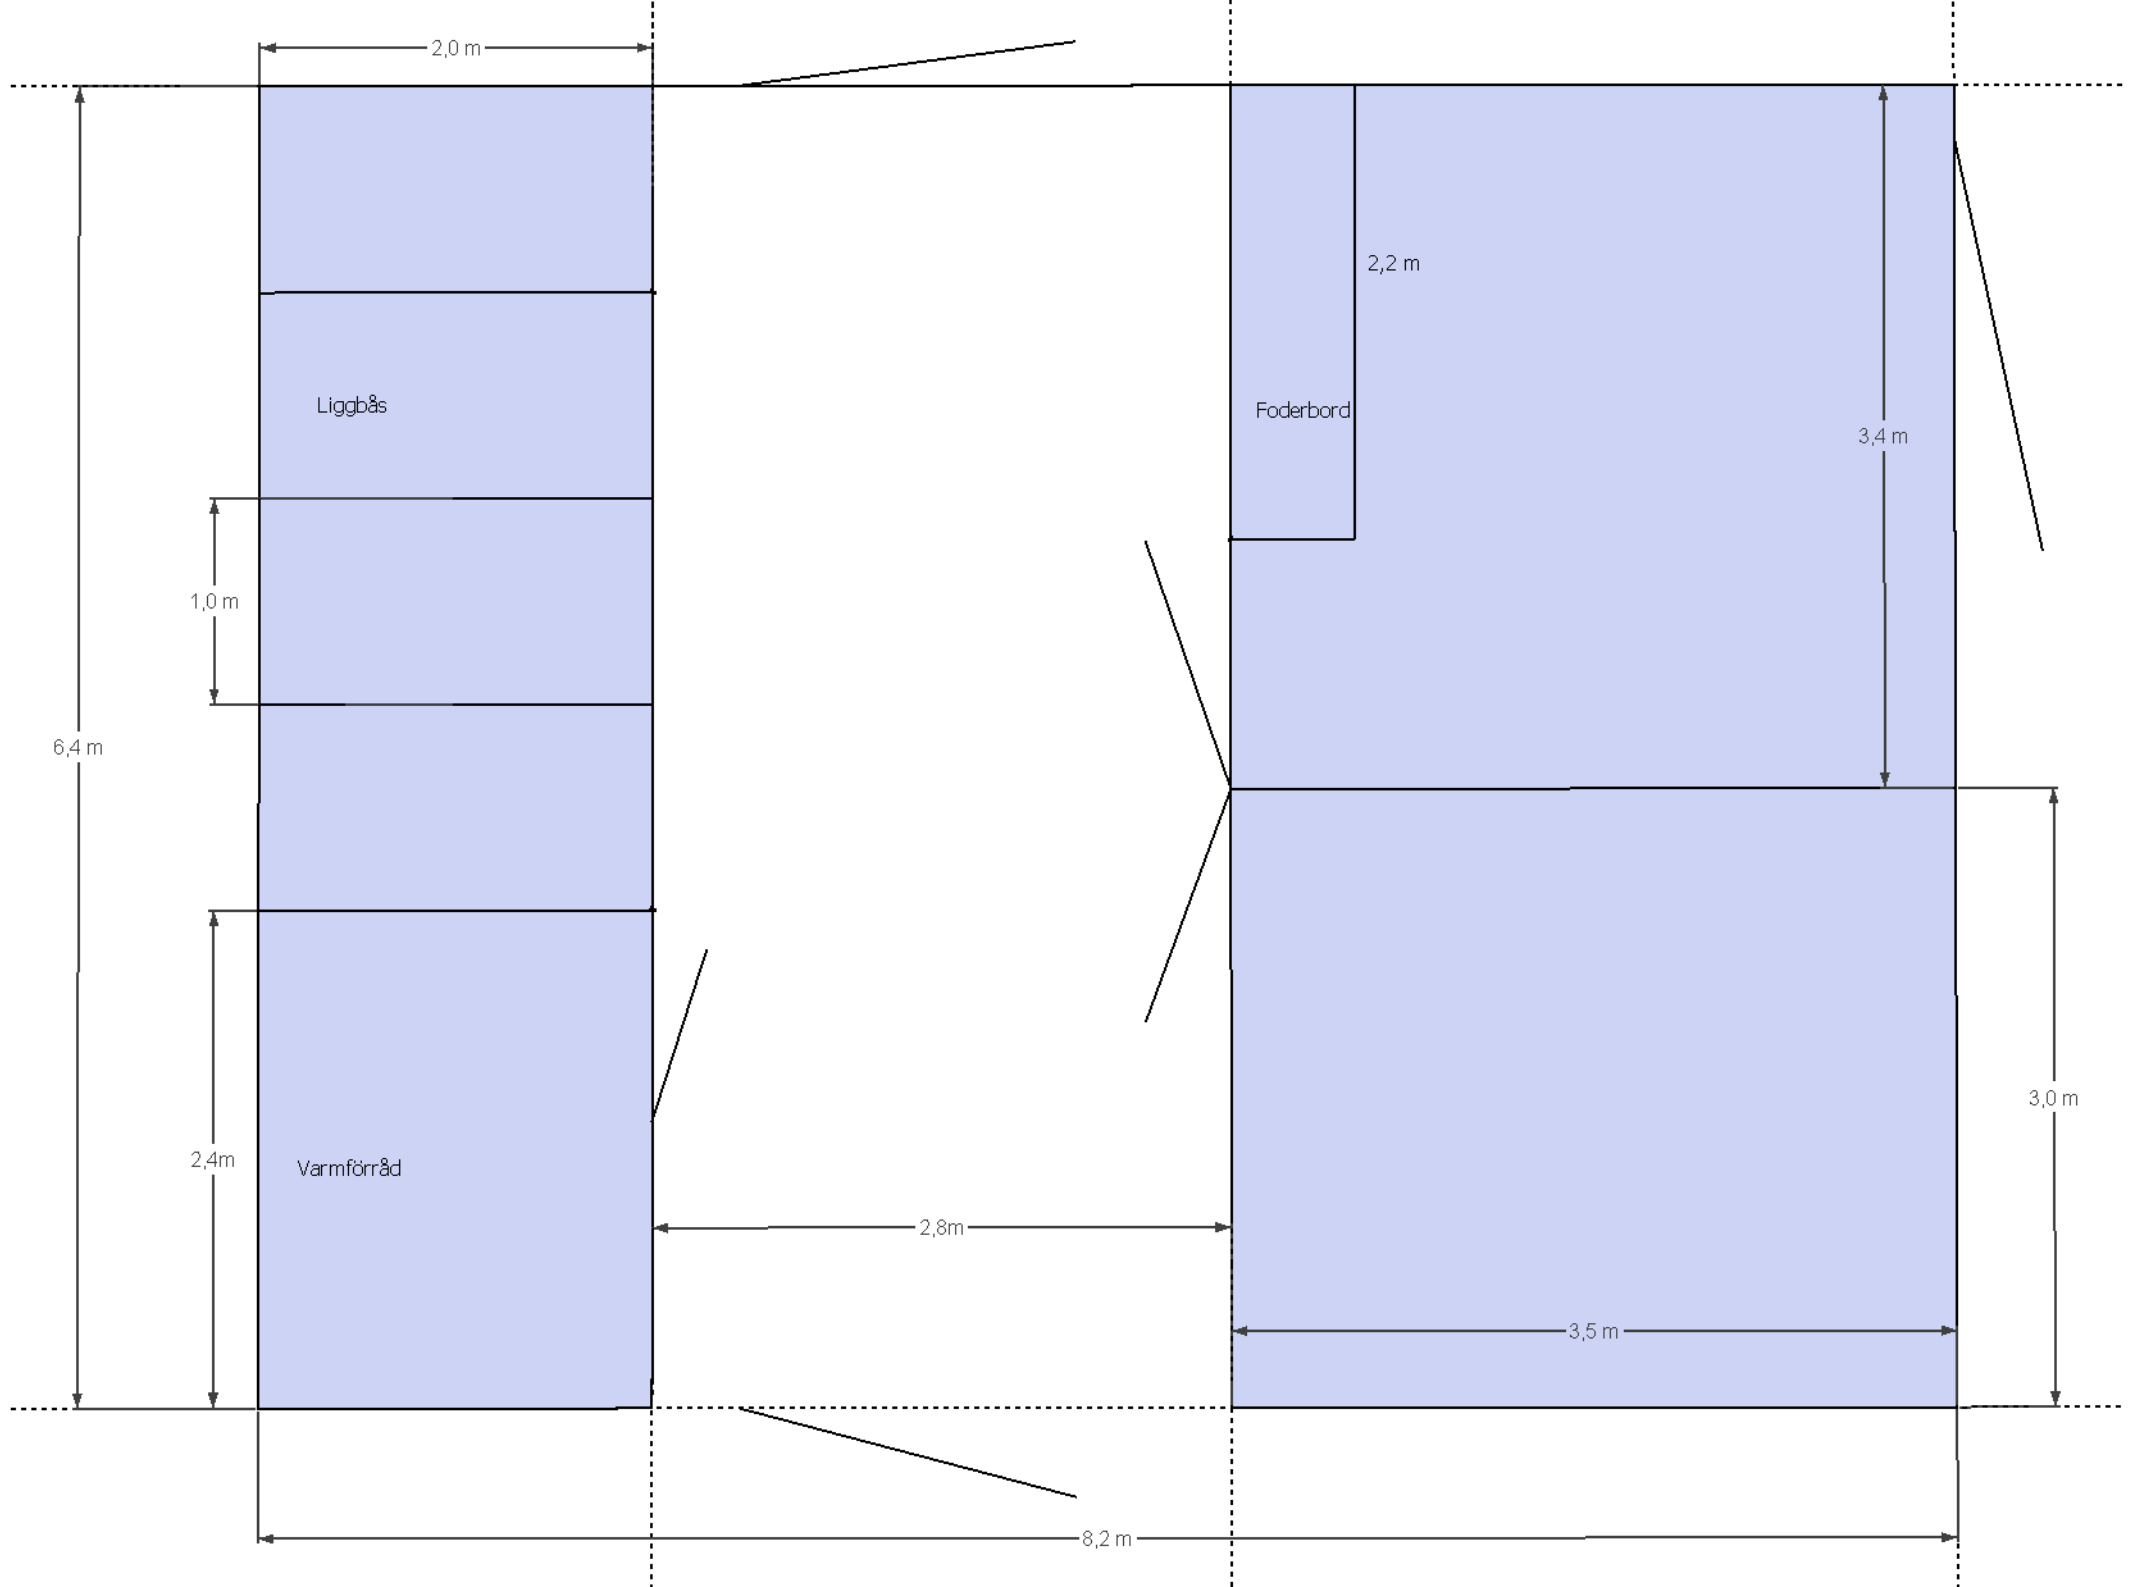 2,0 m
2,2 m
Liggbås
Foderbord
3,4 m
1,0 m
6,4 m
3,0 m
2,4m
Varmförråd
2,8m
3,5 m
8,2 m